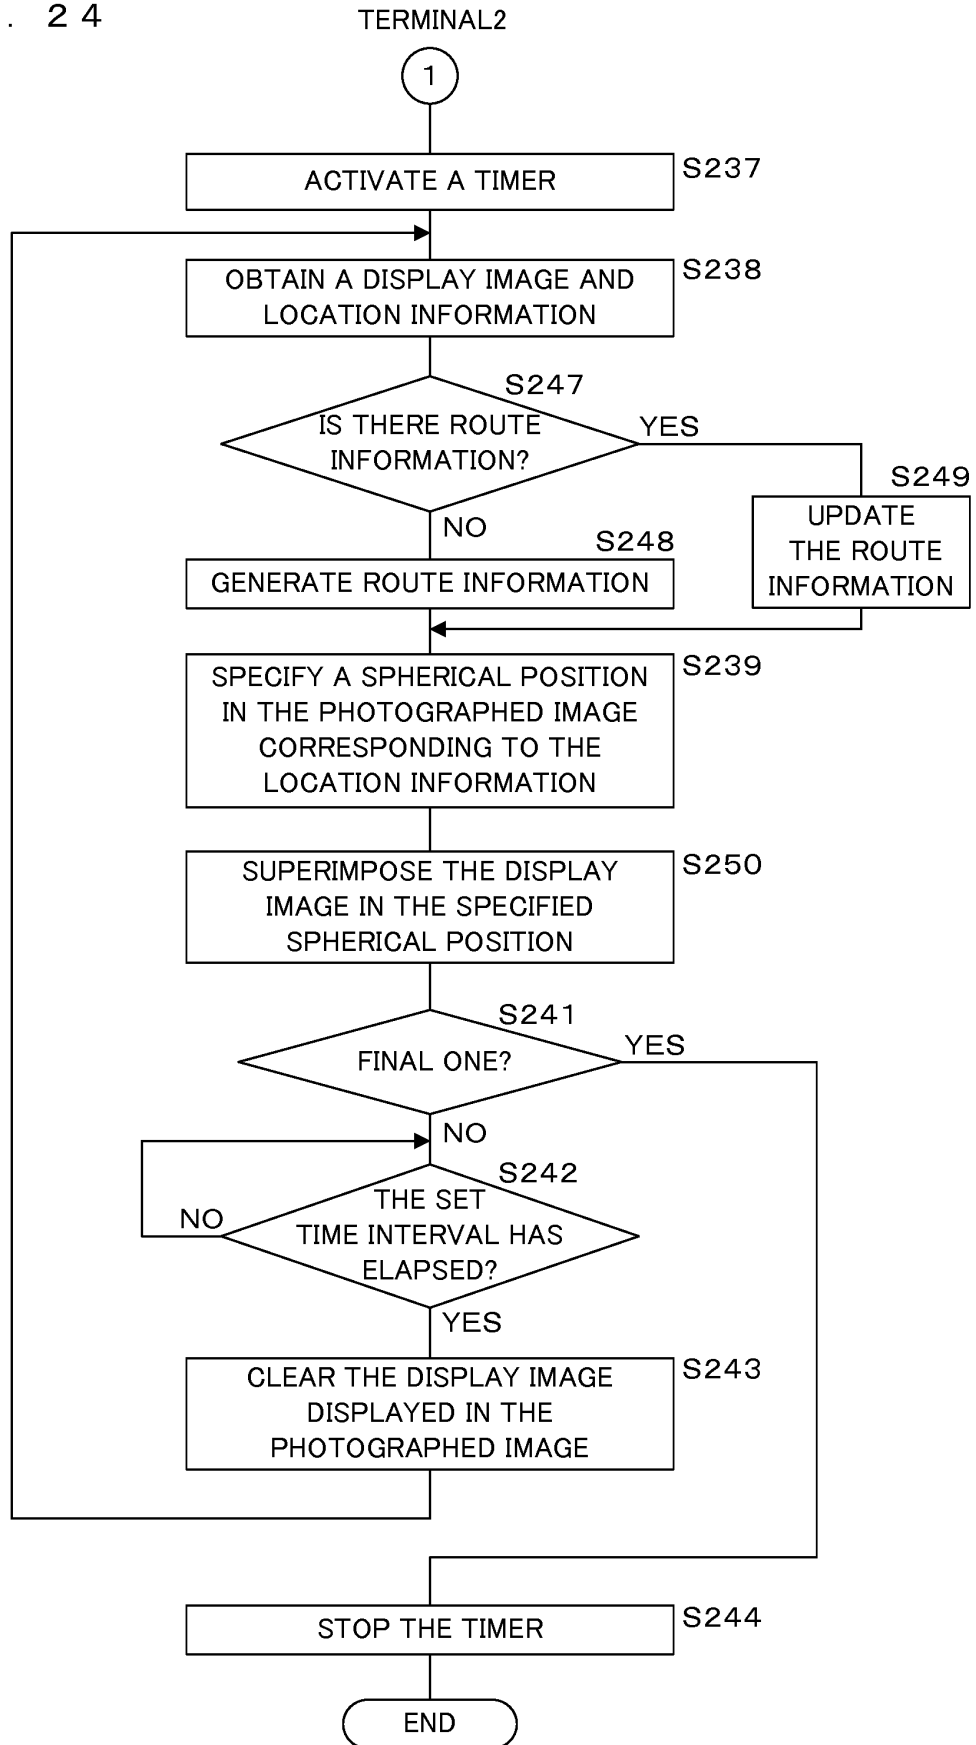 . 24
TERMINAL2
1
ACTIVATE A TIMER
S237
OBTAIN A DISPLAY IMAGE AND
LOCATION INFORMATION
S238
S247
IS THERE ROUTE
INFORMATION?
YES
NO
S249
UPDATE
THE ROUTE
INFORMATION
S248
GENERATE ROUTE INFORMATION
S239
SPECIFY A SPHERICAL POSITION
IN THE PHOTOGRAPHED IMAGE
CORRESPONDING TO THE
LOCATION INFORMATION
S250
SUPERIMPOSE THE DISPLAY
IMAGE IN THE SPECIFIED
SPHERICAL POSITION
S241
FINAL ONE?
YES
NO
S242
THE SET
TIME INTERVAL HAS
ELAPSED?
NO
YES
S243
CLEAR THE DISPLAY IMAGE
DISPLAYED IN THE
PHOTOGRAPHED IMAGE
STOP THE TIMER
S244
END